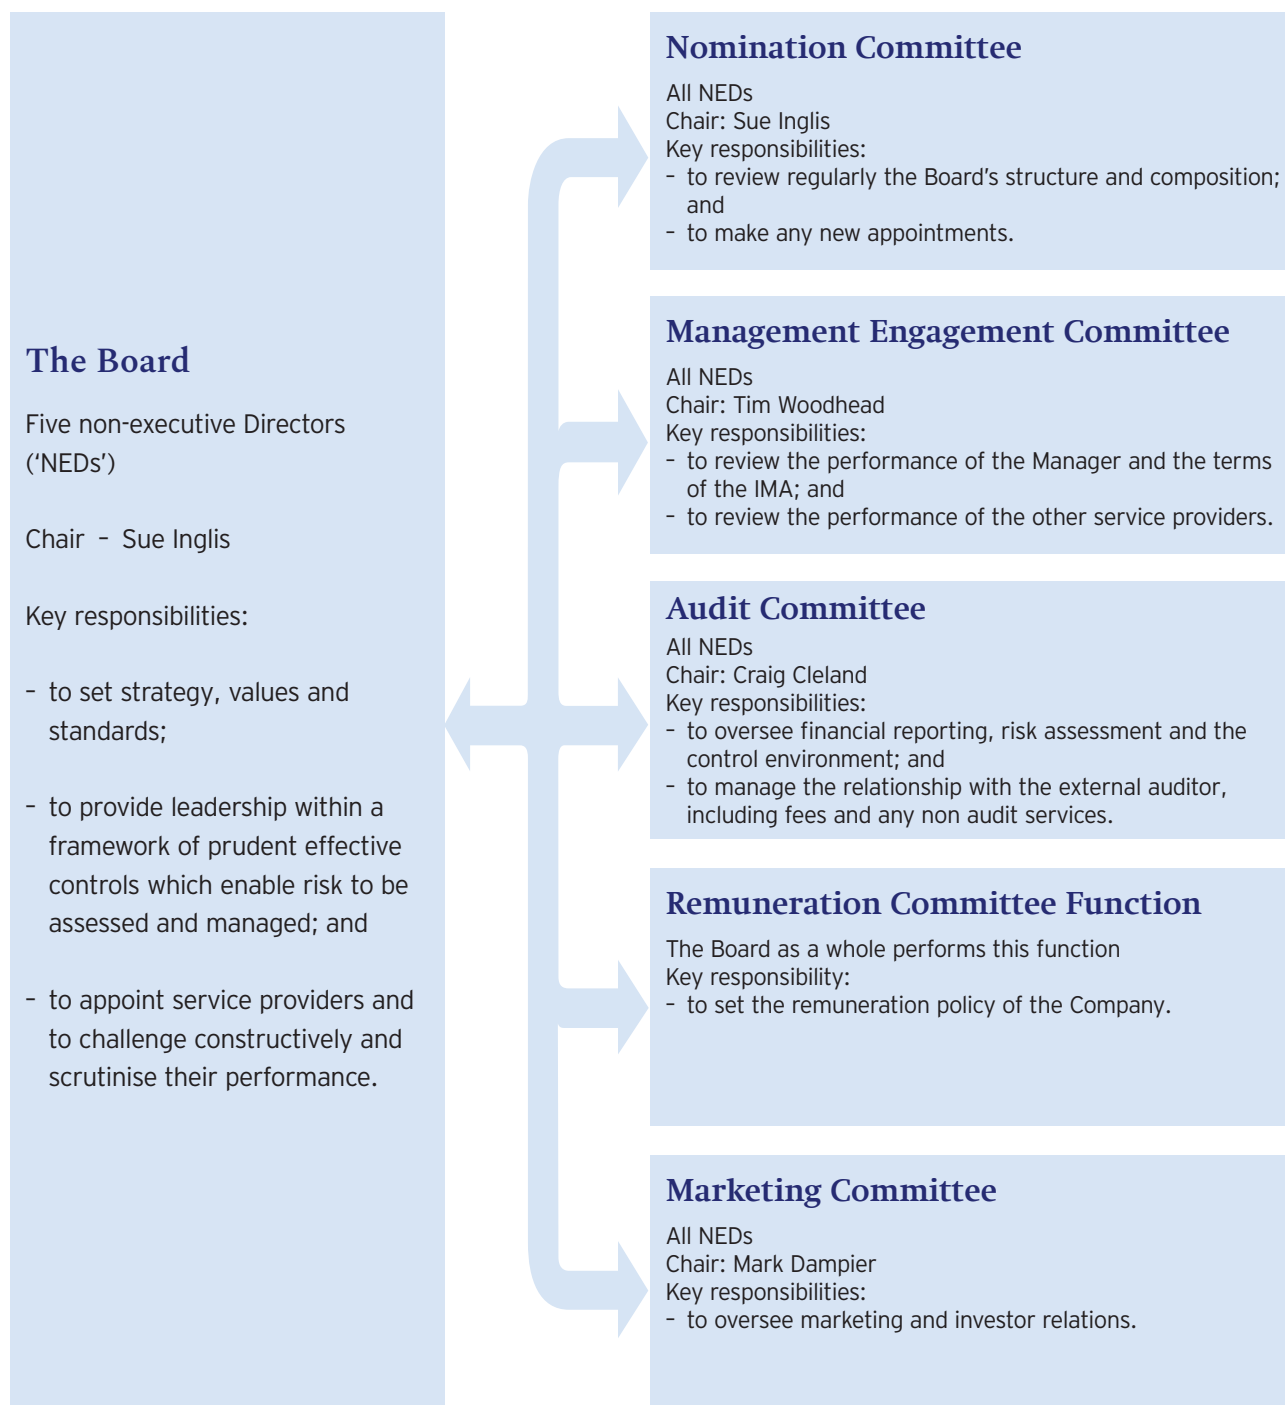 The Board
Five non-executive Directors
(‘NEDs’)
Chair – Sue Inglis
Key responsibilities:
– to set strategy, values and
standards;
– to provide leadership within a
framework of prudent effective
controls which enable risk to be
assessed and managed; and
– to appoint service providers and
to challenge constructively and
scrutinise their performance.
Nomination Committee
All NEDs
Chair: Sue Inglis
Key responsibilities:
– to review regularly the Board’s structure and composition;
and
– to make any new appointments.
Management Engagement Committee
All NEDs
Chair: Tim Woodhead
Key responsibilities:
– to review the performance of the Manager and the terms
of the IMA; and
– to review the performance of the other service providers.
Audit Committee
All NEDs
Chair: Craig Cleland
Key responsibilities:
– to oversee financial reporting, risk assessment and the
control environment; and
– to manage the relationship with the external auditor,
including fees and any non audit services.
Remuneration Committee Function
The Board as a whole performs this function
Key responsibility:
– to set the remuneration policy of the Company.
Marketing Committee
All NEDs
Chair: Mark Dampier
Key responsibilities:
– to oversee marketing and investor relations.